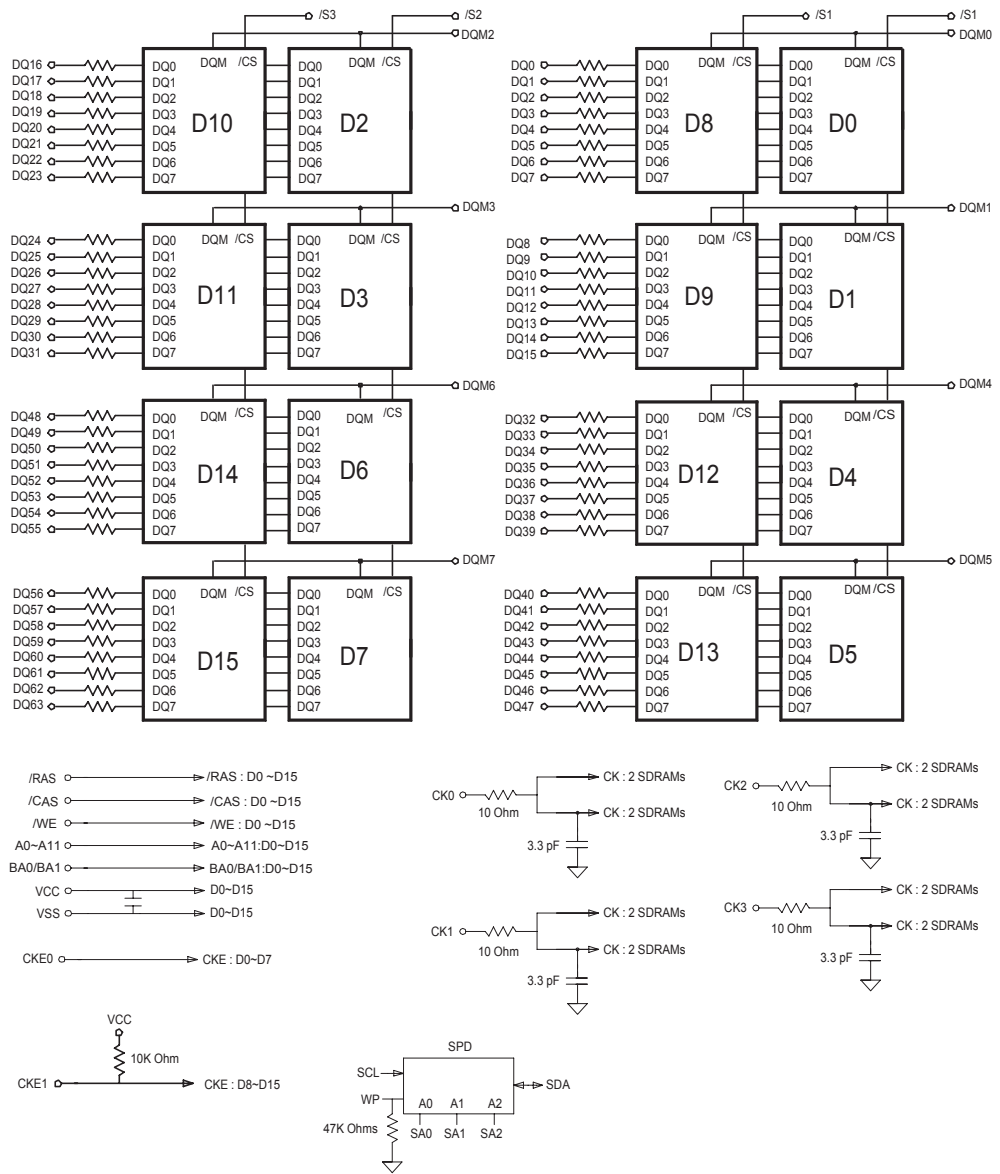 /S3 /S2 /S1 /S1
DQM2 DQM0
DQM /CS DQM /CS
DQ16 DQ0 DQ0 DQ0 DQ0 DQ0
DQ17 DQ1 DQ1 DQ1 DQ1 DQ1
DQ18 DQ2 DQ2 DQ2 DQ2 DQ2
DQ19 DQ3 DQ3 DQ3 DQ3 DQ3
D10 D2 D8 D0
DQ20 DQ4 DQ4 DQ4 DQ4 DQ4
DQ21 DQ5 DQ5 DQ5 DQ5 DQ5
DQ22 DQ6 DQ6 DQ6 DQ6 DQ6
DQ23 DQ7 DQ7 DQ7 DQ7 DQ7
DQM3 DQM1
DQM /CS DQM /CS DQM /CS DQM /CS
DQ24 DQ0 DQ0 DQ8 DQ0 DQ0
DQ25 DQ1 DQ1 DQ9 DQ1 DQ1
DQ26 DQ2 DQ2 DQ10 DQ2 DQ2
DQ27 DQ3 DQ3 DQ11 DQ3 DQ3
D11 D3 D9 D1
DQ28 DQ4 DQ4 DQ12 DQ4 DQ4
DQ29 DQ5 DQ5 DQ13 DQ5 DQ5
DQ30 DQ6 DQ6 DQ14 DQ6 DQ6
DQ31 DQ7 DQ7 DQ15 DQ7 DQ7
DQM6 DQM4
DQM /CS DQM /CS DQM /CS DQM /CS
DQ48 DQ0 DQ0 DQ32 DQ0 DQ0
DQ49 DQ1 DQ1 DQ33 DQ1 DQ1
DQ50 DQ2 DQ2 DQ34 DQ2 DQ2
DQ51 DQ3 DQ3 DQ35 DQ3 DQ3
D14 D6 D12 D4
DQ52 DQ4 DQ4 DQ36 DQ4 DQ4
DQ53 DQ5 DQ5 DQ37 DQ5 DQ5
DQ54 DQ6 DQ6 DQ38 DQ6 DQ6
DQ55 DQ7 DQ7 DQ39 DQ7 DQ7
DQM7 DQM5
DQM /CS DQM /CS DQM /CS DQM /CS
DQ56 DQ0 DQ0 DQ40 DQ0 DQ0
DQ57 DQ1 DQ1 DQ41 DQ1 DQ1
DQ58 DQ2 DQ2 DQ42 DQ2 DQ2
DQ59 DQ3 DQ3 DQ43 DQ3 DQ3
D15 D7 D13 D5
DQ60 DQ4 DQ4 DQ44 DQ4 DQ4
DQ61 DQ5 DQ5 DQ45 DQ5 DQ5
DQ62 DQ6 DQ6 DQ46 DQ6 DQ6
DQ63 DQ7 DQ7 DQ47 DQ7 DQ7
/RAS /RAS : D0 ~D15
/CAS /CAS : D0 ~D15
/WE /WE : D0 ~D15
A0~A11 A0~A11:D0~D15
BA0/BA1 BA0/BA1:D0~D15
VCC D0~D15
VSS D0~D15
CKE0 CKE : D0~D7
VCC
10K Ohm
CKE1 CKE : D8~D15
CK : 2 SDRAMs
CK0 10 Ohm
CK : 2 SDRAMs
3.3 pF
CK : 2 SDRAMs
CK2 10 Ohm
CK : 2 SDRAMs
3.3 pF
CK : 2 SDRAMs
CK1 10 Ohm
CK : 2 SDRAMs
3.3 pF
CK : 2 SDRAMs
CK3 10 Ohm
CK : 2 SDRAMs
3.3 pF
SPD
SCL SDA
WP A0 A1 A2
47K Ohms SA0 SA1 SA2